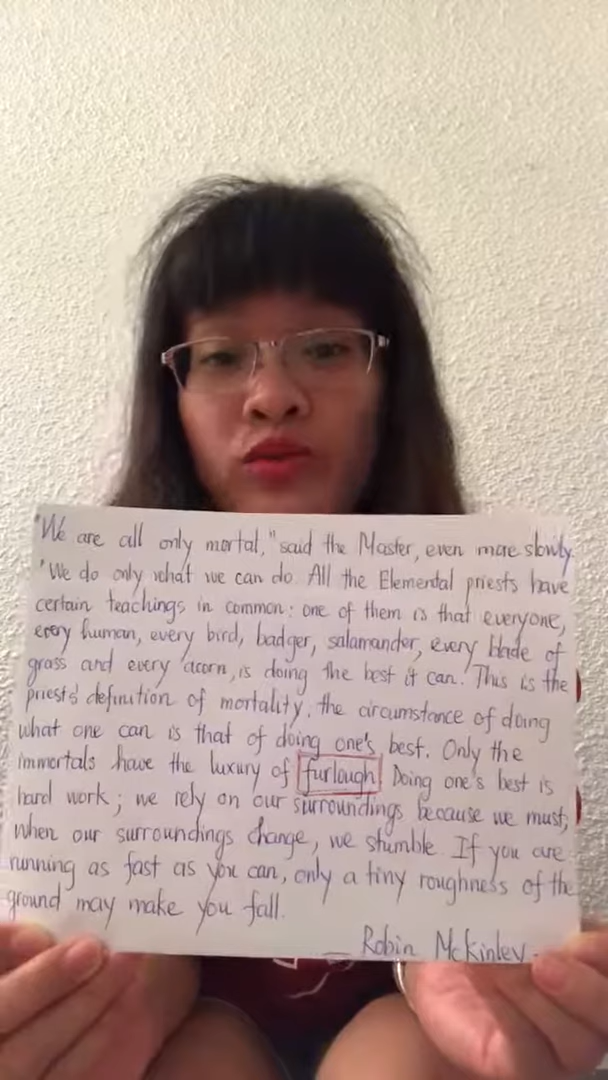 "We are all only mortal," said the Master, even more slowly.
"We do only what we can do. All the Elemental priests have
certain teachings in common: one of them is that everyone,
every human, every bird, badger, salamander, every blade of
grass and every acorn, is doing the best it can. This is the
priests' definition of mortality: the circumstance of doing
what one can is that of doing one's best. Only the
immortals have the luxury of furlough. Doing one's best is
hard work; we rely on our surroundings because we must;
when our surroundings change, we stumble. If you are
running as fast as you can, only a tiny roughness of the
ground may make you fall.
— Robin McKinley -